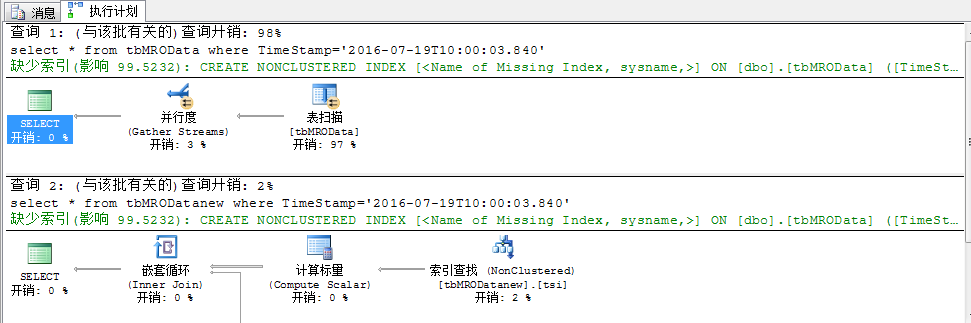 消息
执行计划
查询 1: (与该批有关的)查询开销: 98%
select * from tbMROData where TimeStamp='2016-07-19T10:00:03.840'
缺少索引(影响 99.5232): CREATE NONCLUSTERED INDEX [<Name of Missing Index, sysname,>] ON [dbo].[tbMROData] ([TimeSt…
SELECT
开销: 0 %
并行度
(Gather Streams)
开销: 3 %
表扫描
[tbMROData]
开销: 97 %
查询 2: (与该批有关的)查询开销: 2%
select * from tbMRODatanew where TimeStamp='2016-07-19T10:00:03.840'
缺少索引(影响 99.5232): CREATE NONCLUSTERED INDEX [<Name of Missing Index, sysname,>] ON [dbo].[tbMROData] ([TimeSt…
SELECT
开销: 0 %
嵌套循环
(Inner Join)
开销: 0 %
计算标量
(Compute Scalar)
开销: 0 %
索引查找 (NonClustered)
[tbMRODatanew].[tsi]
开销: 2 %